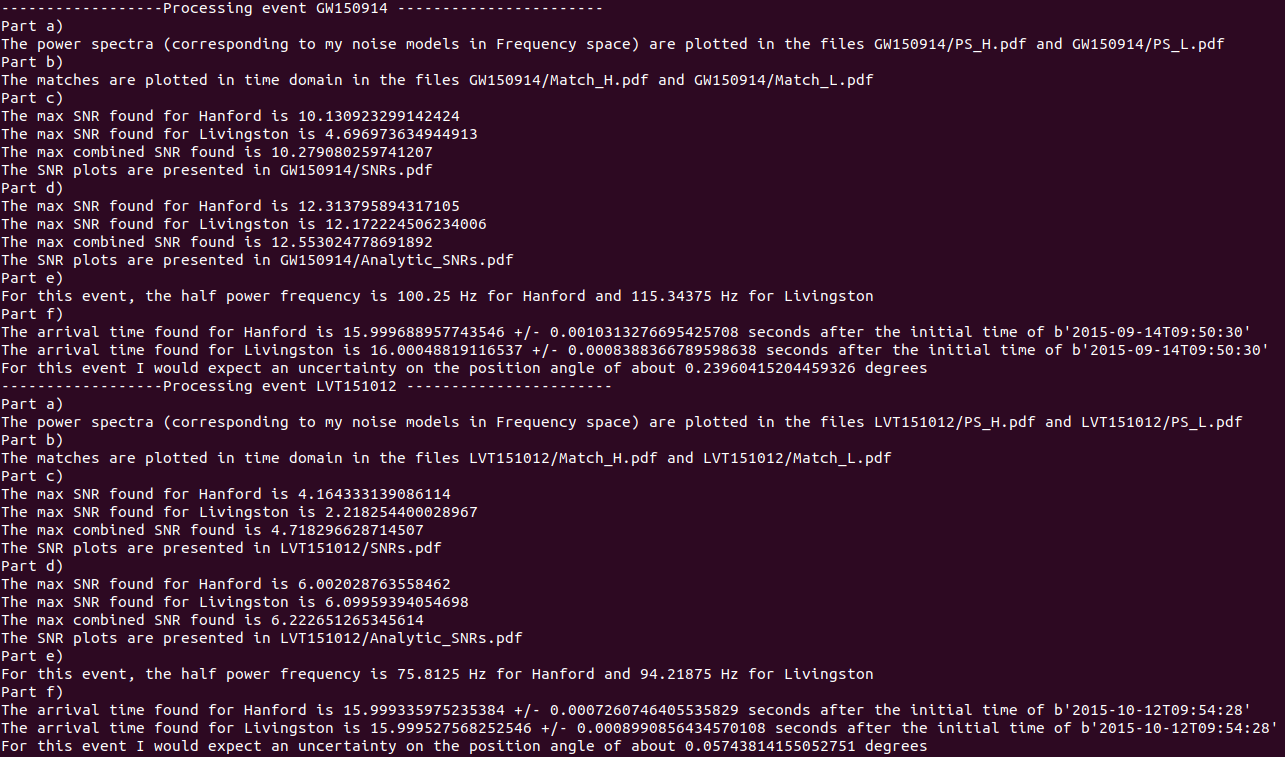 ------------------Processing event GW150914 -----------------------
Part a)
The power spectra (corresponding to my noise models in Frequency space) are plotted in the files GW150914/PS_H.pdf and GW150914/PS_L.pdf
Part b)
The matches are plotted in time domain in the files GW150914/Match_H.pdf and GW150914/Match_L.pdf
Part c)
The max SNR found for Hanford is 10.130923299142424
The max SNR found for Livingston is 4.696973634944913
The max combined SNR found is 10.279080259741207
The SNR plots are presented in GW150914/SNRs.pdf
Part d)
The max SNR found for Hanford is 12.313795894317105
The max SNR found for Livingston is 12.172224506234006
The max combined SNR found is 12.553024778691892
The SNR plots are presented in GW150914/Analytic_SNRs.pdf
Part e)
For this event, the half power frequency is 100.25 Hz for Hanford and 115.34375 Hz for Livingston
Part f)
The arrival time found for Hanford is 15.999688957743546 +/- 0.0010313276695425708 seconds after the initial time of b'2015-09-14T09:50:30'
The arrival time found for Livingston is 16.00048819116537 +/- 0.0008388366789598638 seconds after the initial time of b'2015-09-14T09:50:30'
For this event I would expect an uncertainty on the position angle of about 0.23960415204459326 degrees
------------------Processing event LVT151012 -----------------------
Part a)
The power spectra (corresponding to my noise models in Frequency space) are plotted in the files LVT151012/PS_H.pdf and LVT151012/PS_L.pdf
Part b)
The matches are plotted in time domain in the files LVT151012/Match_H.pdf and LVT151012/Match_L.pdf
Part c)
The max SNR found for Hanford is 4.164333139086114
The max SNR found for Livingston is 2.218254400028967
The max combined SNR found is 4.718296628714507
The SNR plots are presented in LVT151012/SNRs.pdf
Part d)
The max SNR found for Hanford is 6.002028763558462
The max SNR found for Livingston is 6.09959394054698
The max combined SNR found is 6.222651265345614
The SNR plots are presented in LVT151012/Analytic_SNRs.pdf
Part e)
For this event, the half power frequency is 75.8125 Hz for Hanford and 94.21875 Hz for Livingston
Part f)
The arrival time found for Hanford is 15.999335975235384 +/- 0.0007260746405535829 seconds after the initial time of b'2015-10-12T09:54:28'
The arrival time found for Livingston is 15.999527568252546 +/- 0.0008990856434570108 seconds after the initial time of b'2015-10-12T09:54:28'
For this event I would expect an uncertainty on the position angle of about 0.05743814155052751 degrees